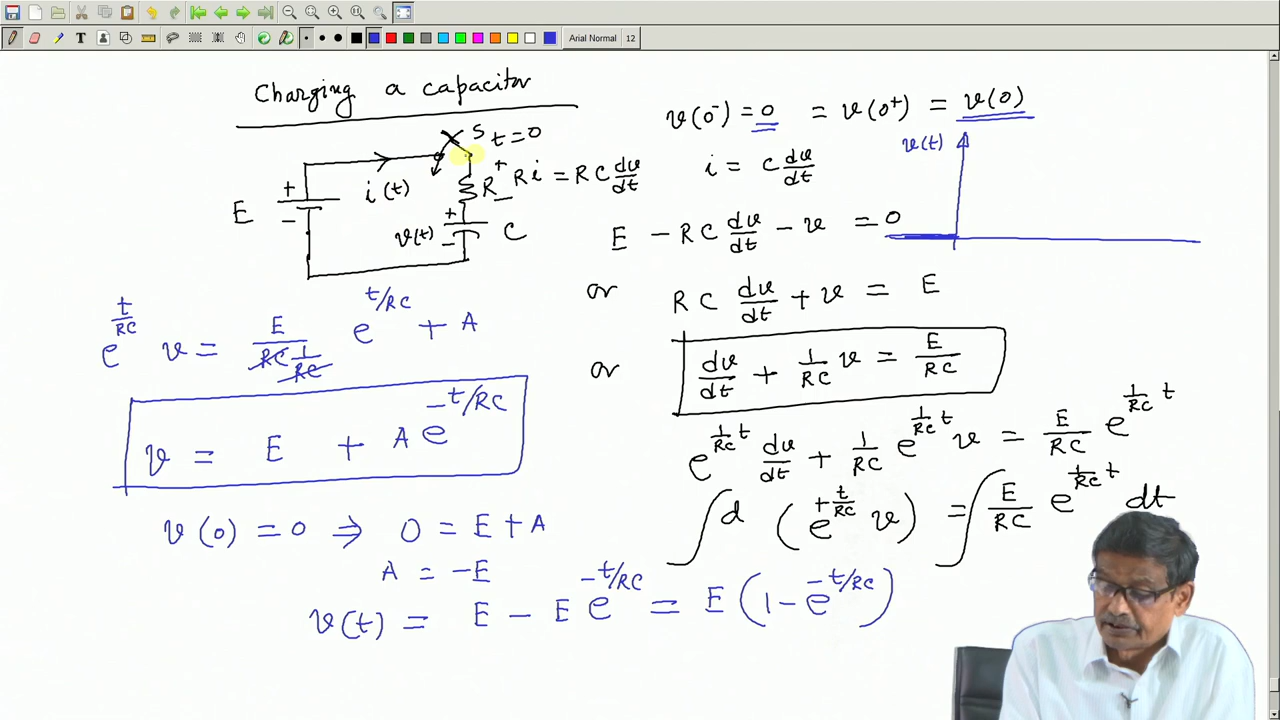 Arial Normal 12
Charging a capacitor
S t=0
E + − i(t) R + − Ri = RC dv/dt
v(t) + − C
v(0⁻) = 0 = v(0⁺) = v(0)
v(t)
i = C dv/dt
E − RC dv/dt − v = 0
or RC dv/dt + v = E
or dv/dt + 1/RC v = E/RC
e^{1/RC t} dv/dt + 1/RC e^{1/RC t} v = E/RC e^{1/RC t}
∫ d (e^{+t/RC} v) = ∫ E/RC e^{1/RC t} dt
e^{t/RC} v = E/(RC 1/RC) e^{t/RC} + A
v = E + A e^{−t/RC}
v(0) = 0 ⇒ 0 = E + A
A = −E
v(t) = E − E e^{−t/RC} = E (1 − e^{−t/RC})